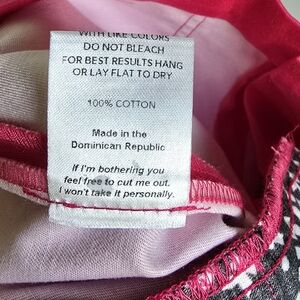 WITH LIKE COLORS
DO NOT BLEACH
FOR BEST RESULTS HANG
OR LAY FLAT TO DRY
100% COTTON
Made in the
Dominican Republic
If I'm bothering you
feel free to cut me out.
I won't take it personally.